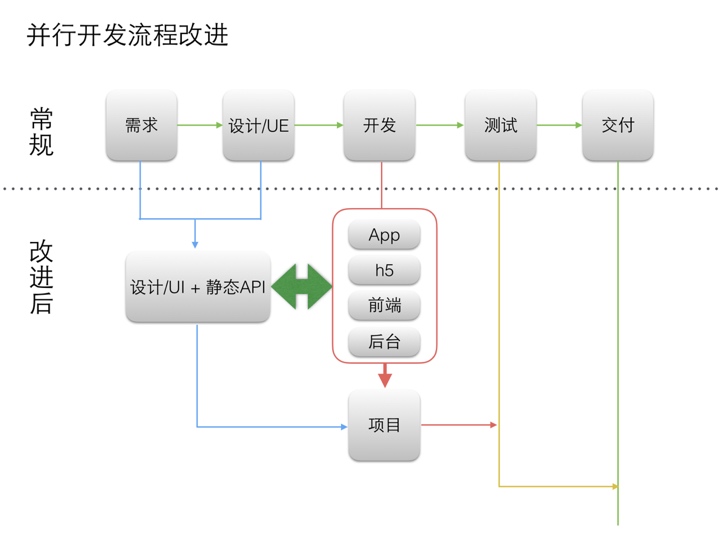 并行开发流程改进
常规
需求
设计/UE
开发
测试
交付
改进后
设计/UI + 静态API
App
h5
前端
后台
项目